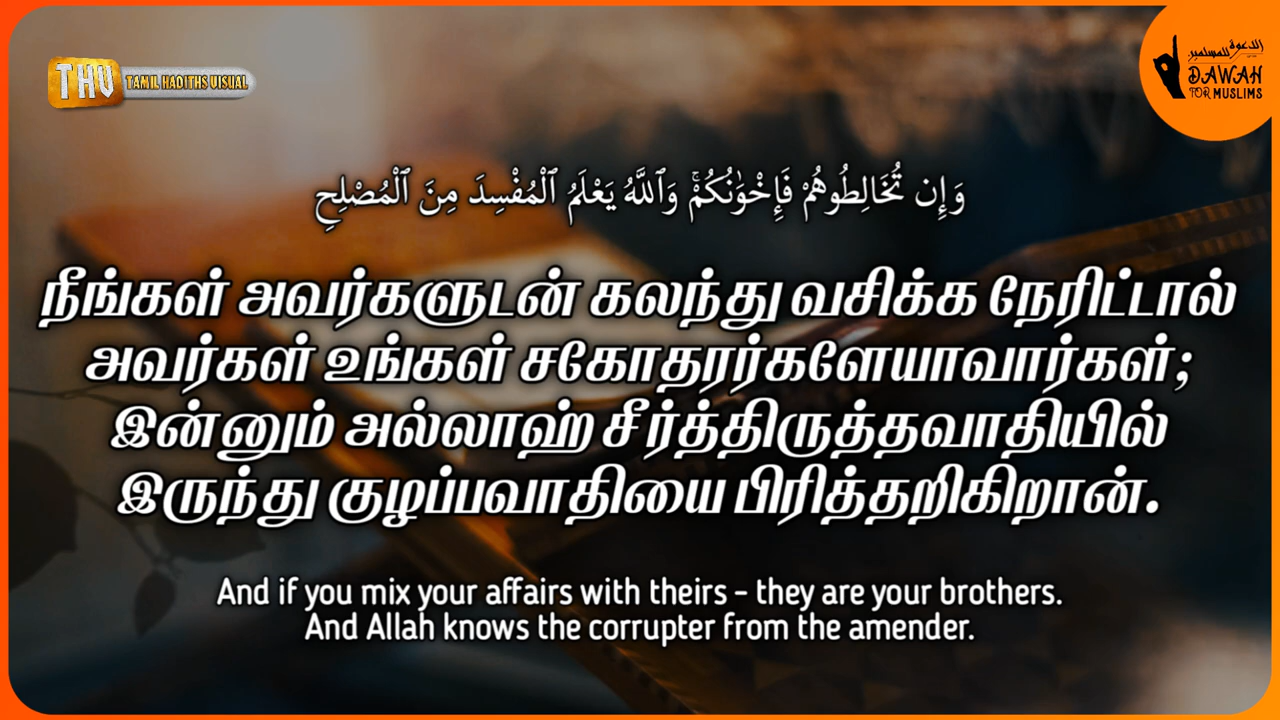 THV TAMIL HADITHS VISUAL
الدعوة للمسلمين
DAWAH
FOR MUSLIMS
وَإِن تُخَالِطُوهُمْ فَإِخْوَٰنُكُمْۚ وَٱللَّهُ يَعْلَمُ ٱلْمُفْسِدَ مِنَ ٱلْمُصْلِحِ
நீங்கள் அவர்களுடன் கலந்து வசிக்க நேரிட்டால்
அவர்கள் உங்கள் சகோதரர்களேயாவார்கள்;
இன்னும் அல்லாஹ் சீர்த்திருத்தவாதியில்
இருந்து குழப்பவாதியை பிரித்தறிகிறான்.
And if you mix your affairs with theirs - they are your brothers.
And Allah knows the corrupter from the amender.